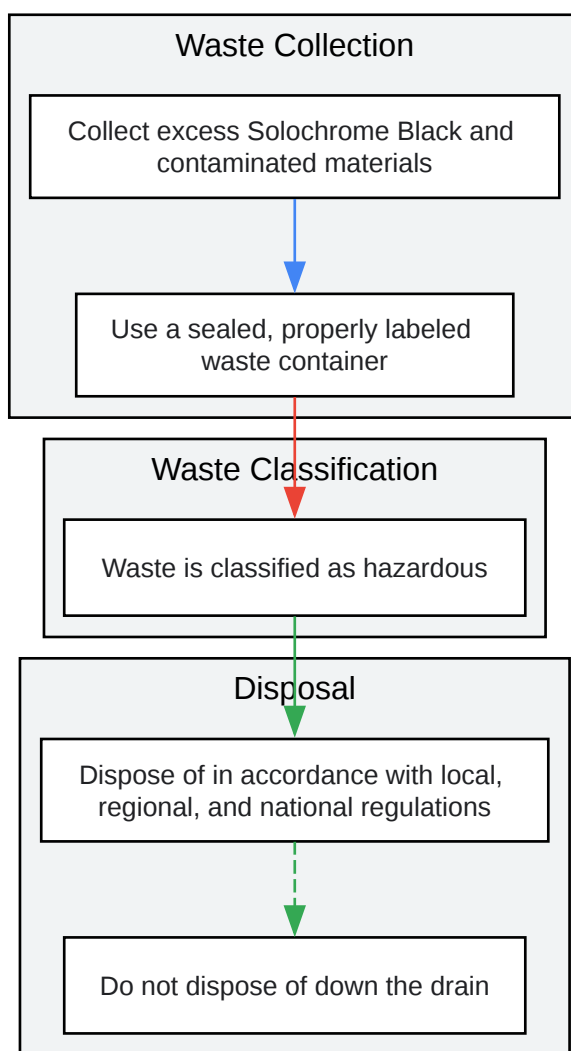 Waste Collection
Collect excess Solochrome Black and
contaminated materials
Use a sealed, properly labeled
waste container
Waste Classification
Waste is classified as hazardous
Disposal
Dispose of in accordance with local,
regional, and national regulations
Do not dispose of down the drain